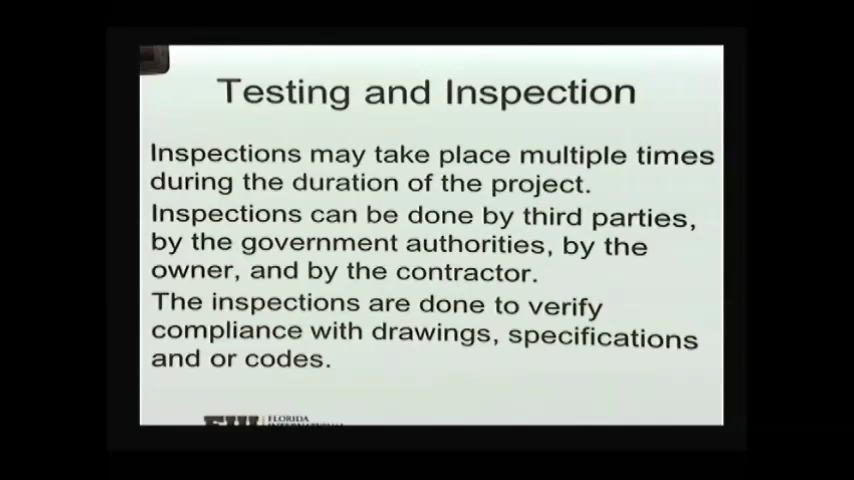 Testing and Inspection
Inspections may take place multiple times
during the duration of the project.
Inspections can be done by third parties,
by the government authorities, by the
owner, and by the contractor.
The inspections are done to verify
compliance with drawings, specifications
and or codes.
FLORIDA